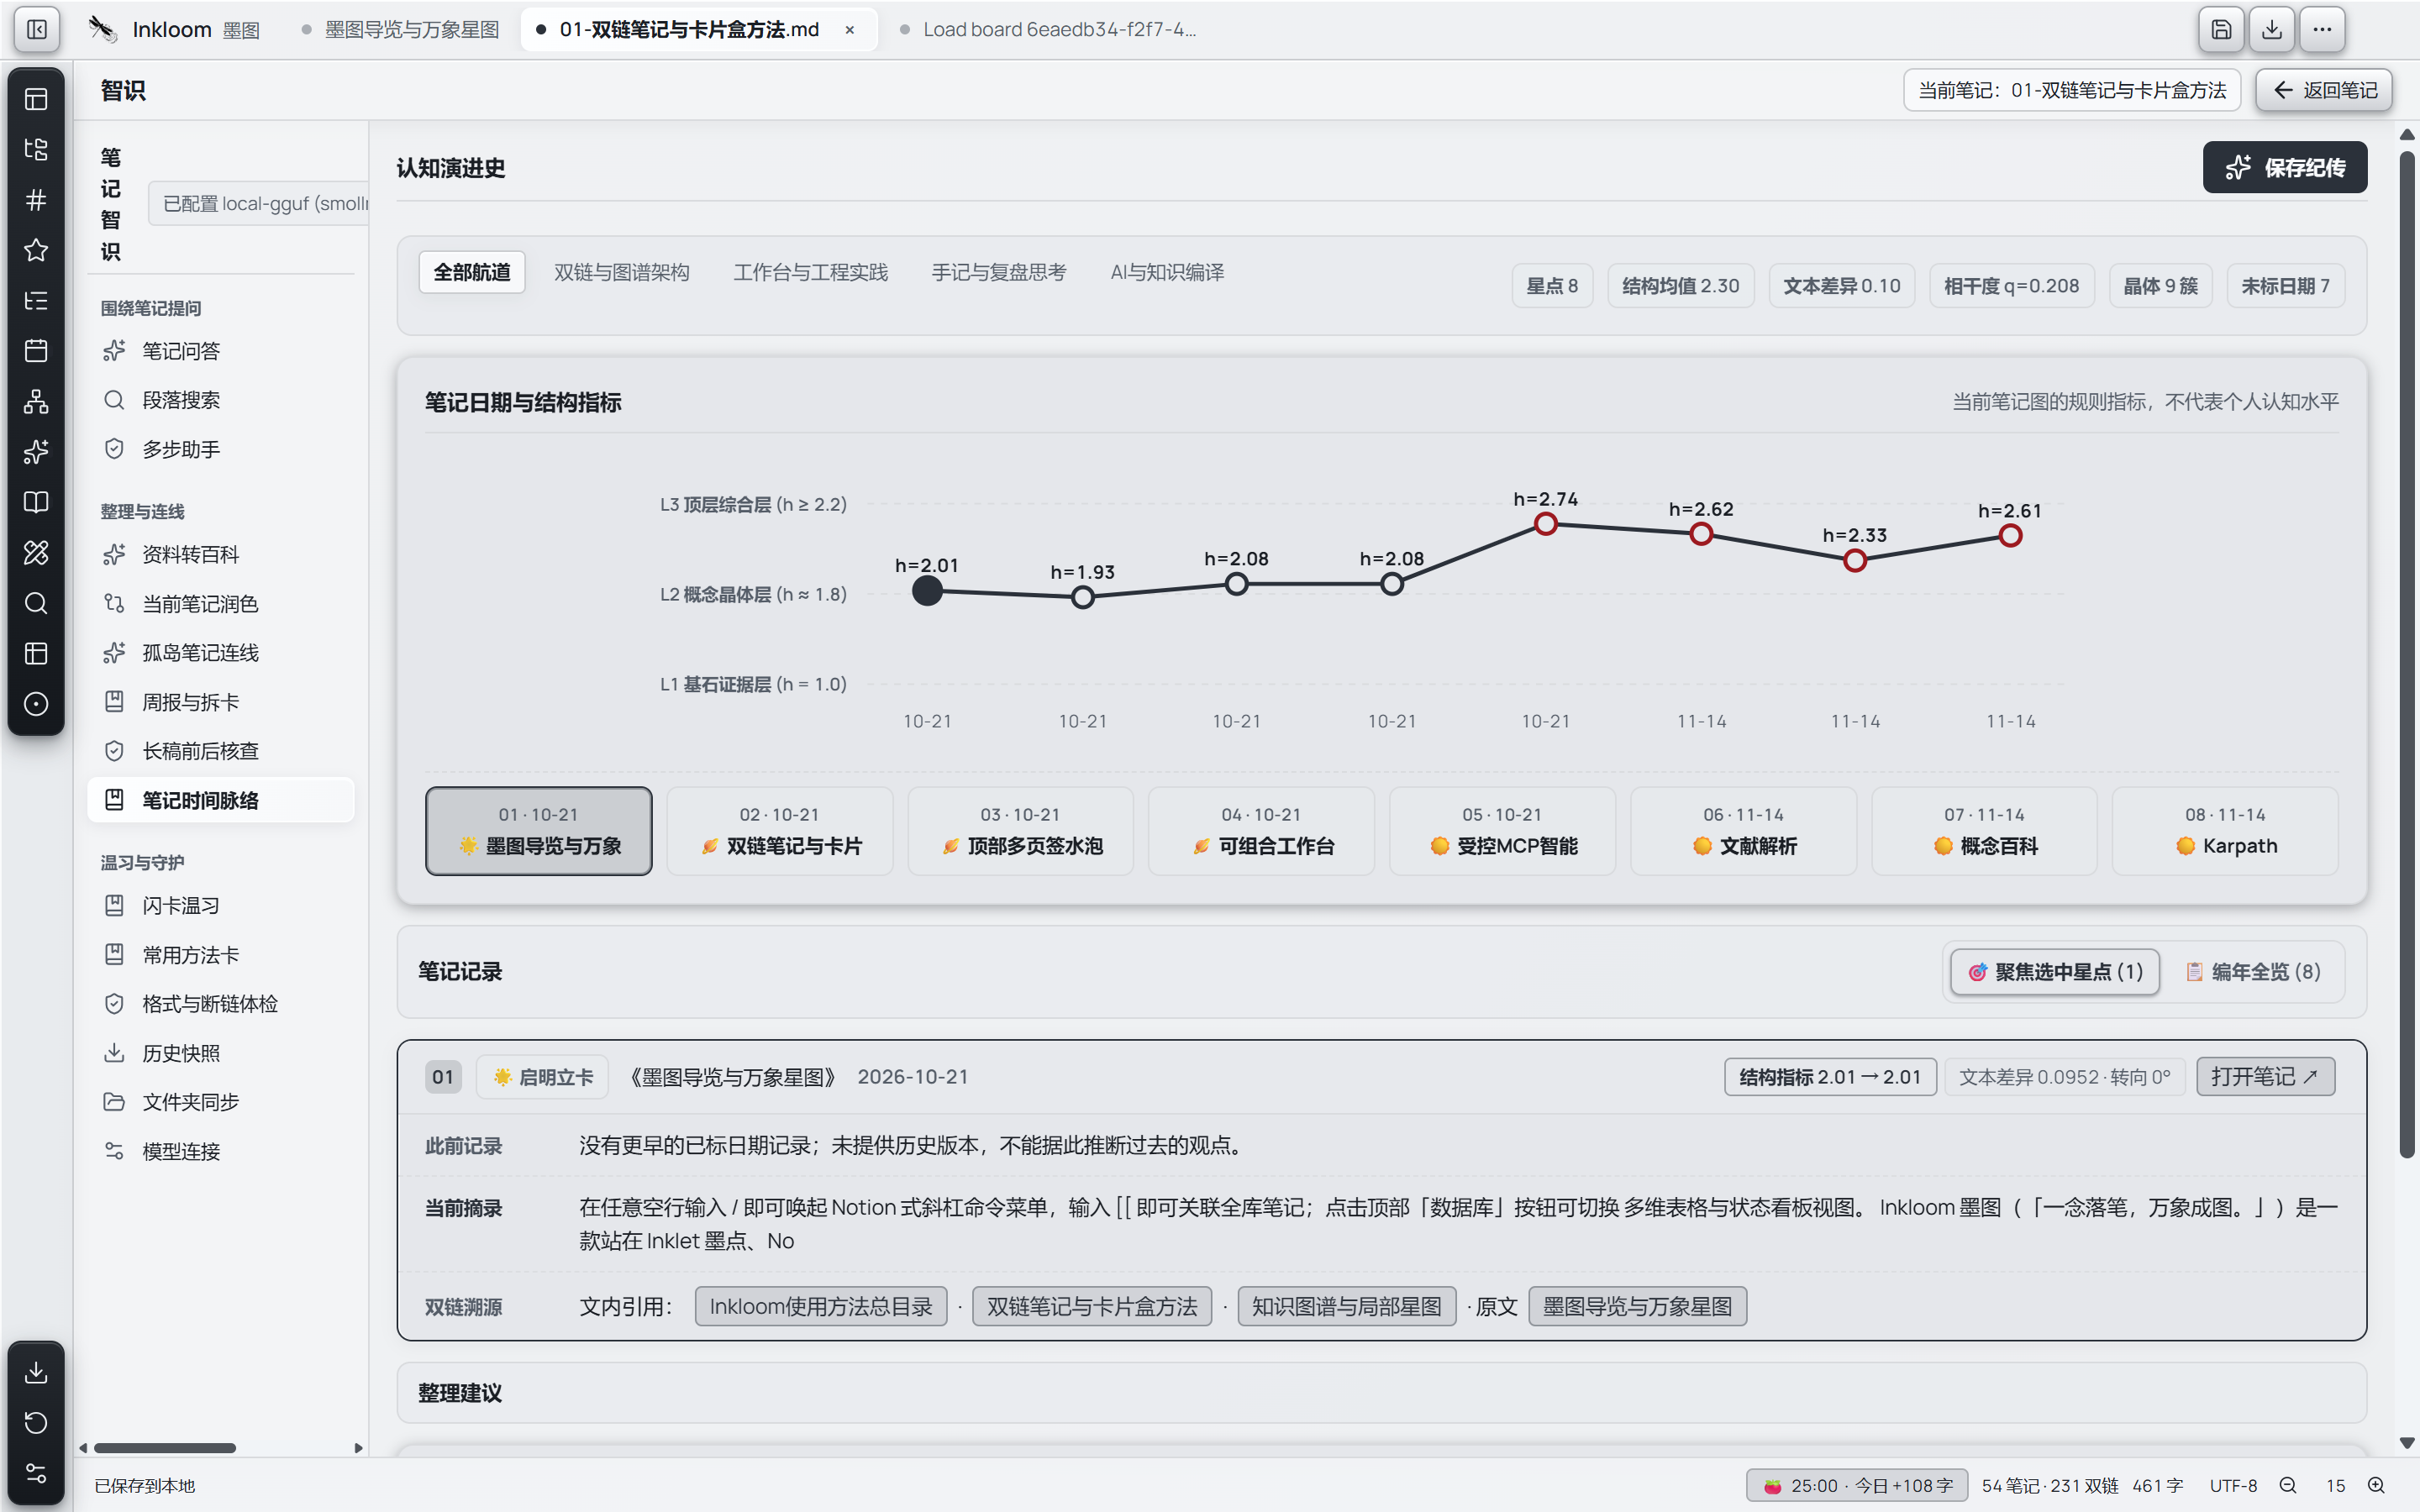 Inkloom 墨图
墨图导览与万象星图
01-双链笔记与卡片盒方法.md ×
Load board 6eaedb34-f2f7-4...
智识
当前笔记：01-双链笔记与卡片盒方法
返回笔记
笔记智识
已配置 local-gguf (smoll
围绕笔记提问
笔记问答
段落搜索
多步助手
整理与连线
资料转百科
当前笔记润色
孤岛笔记连线
周报与拆卡
长稿前后核查
笔记时间脉络
温习与守护
闪卡温习
常用方法卡
格式与断链体检
历史快照
文件夹同步
模型连接
认知演进史
保存纪传
全部航道 双链与图谱架构 工作台与工程实践 手记与复盘思考 AI与知识编译
星点 8 结构均值 2.30 文本差异 0.10 相干度 q=0.208 晶体 9 簇 未标日期 7
笔记日期与结构指标
当前笔记图的规则指标，不代表个人认知水平
L3 顶层综合层 (h ≥ 2.2)
L2 概念晶体层 (h ≈ 1.8)
L1 基石证据层 (h = 1.0)
h=2.01 h=1.93 h=2.08 h=2.08 h=2.74 h=2.62 h=2.33 h=2.61
10-21 10-21 10-21 10-21 10-21 11-14 11-14 11-14
01 · 10-21
🌟 墨图导览与万象
02 · 10-21
双链笔记与卡片
03 · 10-21
顶部多页签水泡
04 · 10-21
可组合工作台
05 · 10-21
受控MCP智能
06 · 11-14
文献解析
07 · 11-14
概念百科
08 · 11-14
Karpath
笔记记录
🎯 聚焦选中星点 (1) 📋 编年全览 (8)
01 🌟 启明立卡 《墨图导览与万象星图》 2026-10-21
结构指标 2.01 → 2.01 文本差异 0.0952 · 转向 0° 打开笔记 ↗
此前记录 没有更早的已标日期记录；未提供历史版本，不能据此推断过去的观点。
当前摘录 在任意空行输入 / 即可唤起 Notion 式斜杠命令菜单，输入 [[ 即可关联全库笔记；点击顶部「数据库」按钮可切换 多维表格与状态看板视图。 Inkloom 墨图（「一念落笔，万象成图。」）是一
款站在 Inklet 墨点、No
双链溯源 文内引用： Inkloom使用方法总目录 · 双链笔记与卡片盒方法 · 知识图谱与局部星图 · 原文 墨图导览与万象星图
整理建议
已保存到本地
🍅 25:00 · 今日 +108 字 54 笔记 · 231 双链 461 字 UTF-8 15